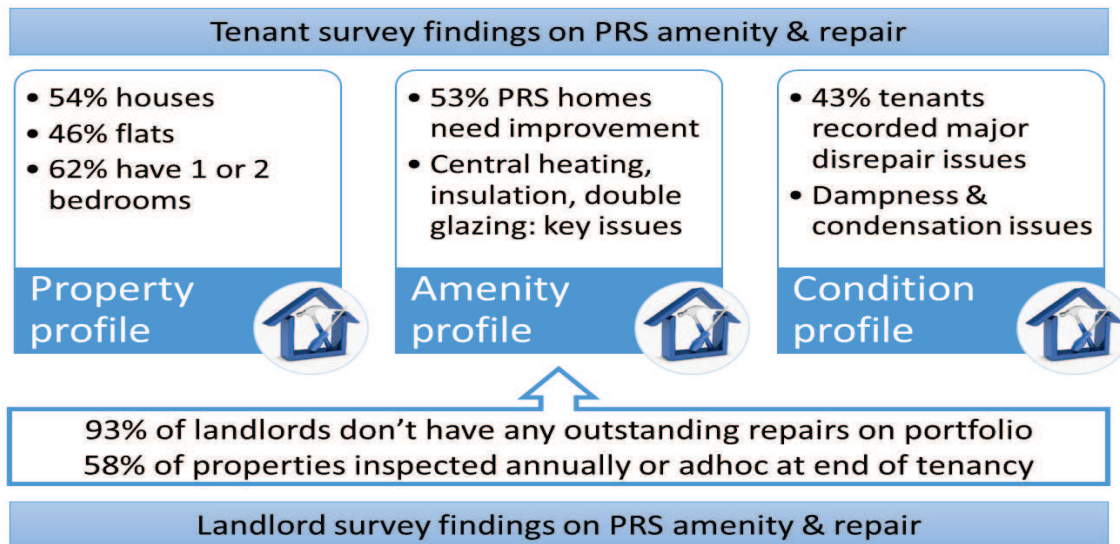 Tenant survey findings on PRS amenity & repair
• 54% houses
• 46% flats
• 62% have 1 or 2
bedrooms
Property
profile
• 53% PRS homes
need improvement
• Central heating,
insulation, double
glazing: key issues
Amenity
profile
• 43% tenants
recorded major
disrepair issues
• Dampness &
condensation issues
Condition
profile
93% of landlords don’t have any outstanding repairs on portfolio
58% of properties inspected annually or adhoc at end of tenancy
Landlord survey findings on PRS amenity & repair